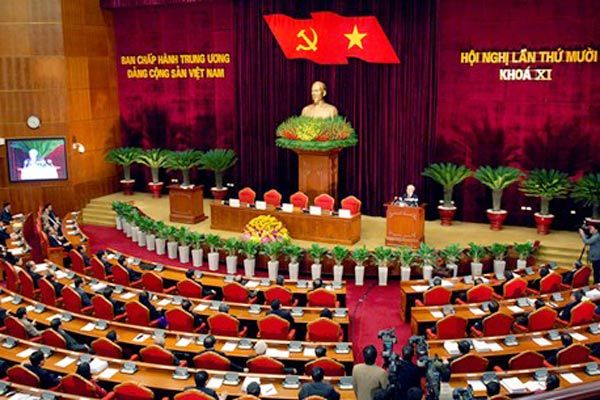 BAN CHẤP HÀNH TRUNG ƯƠNG
ĐẢNG CỘNG SẢN VIỆT NAM
HỘI NGHỊ LẦN THỨ MƯỜI
KHOÁ XI